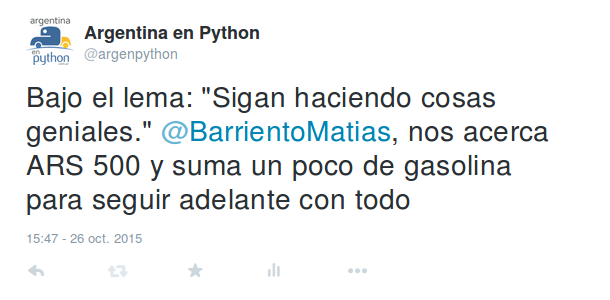 argentina
en
python
Argentina en Python
@argenpython
Bajo el lema: "Sigan haciendo cosas
geniales." @BarrientoMatias, nos acerca
ARS 500 y suma un poco de gasolina
para seguir adelante con todo
15:47 - 26 oct. 2015